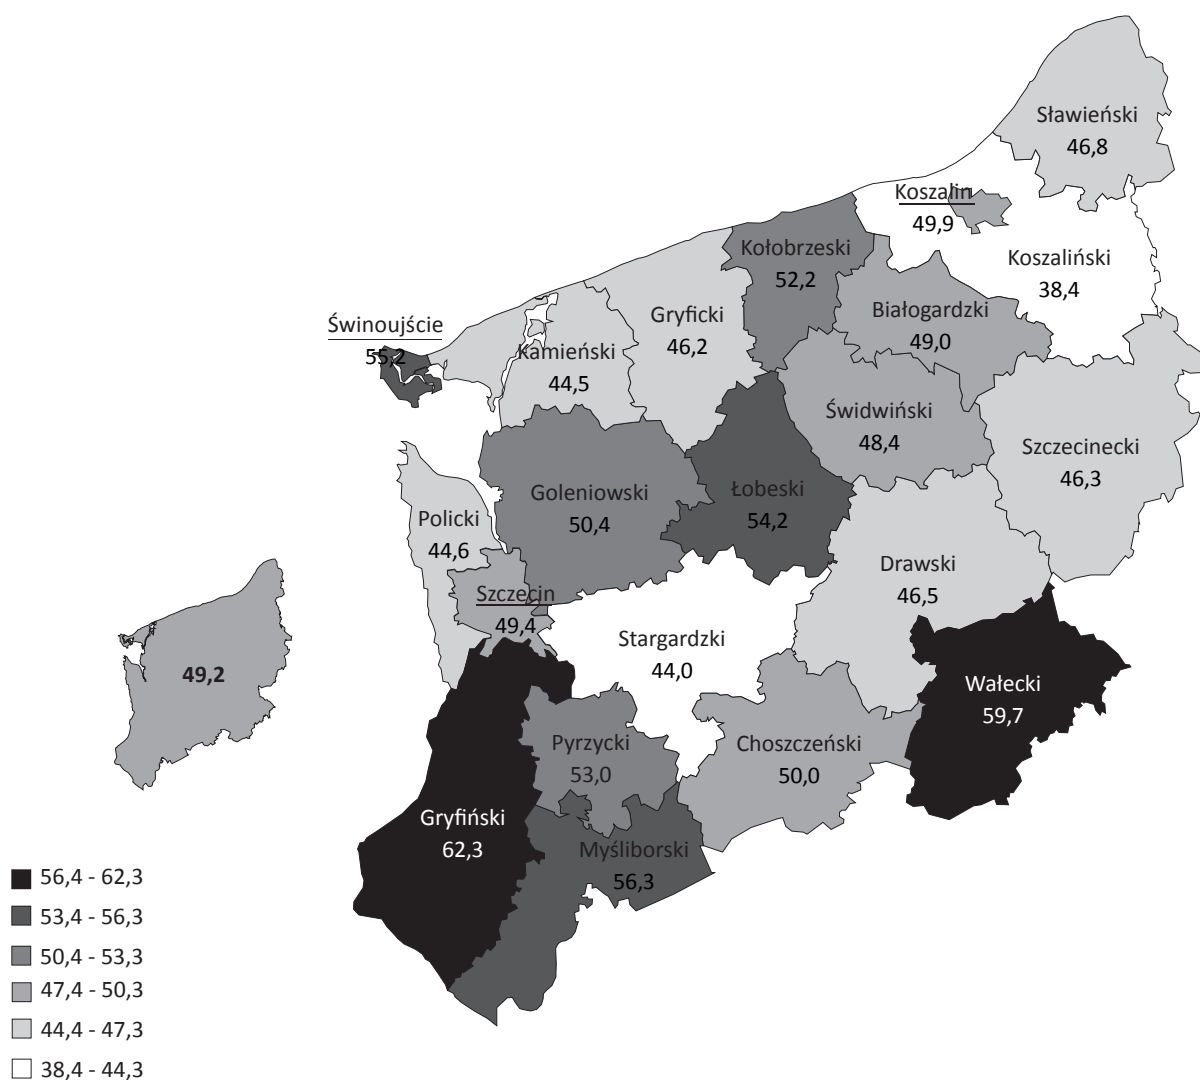 Sławieński
46,8
Koszalin
49,9
Koszaliński
38,4
Kołobrzeski
52,2
Białogardzki
49,0
Gryficki
46,2
Świnoujście
55,2
Kamieński
44,5
Świdwiński
48,4
Szczecinecki
46,3
Goleniowski
50,4
Łobeski
54,2
Policki
44,6
Drawski
46,5
Szczecin
49,4
Stargardzki
44,0
49,2
Wałecki
59,7
Pyrzycki
53,0
Choszczeński
50,0
Gryfiński
62,3
Myśliborski
56,3
56,4 - 62,3
53,4 - 56,3
50,4 - 53,3
47,4 - 50,3
44,4 - 47,3
38,4 - 44,3